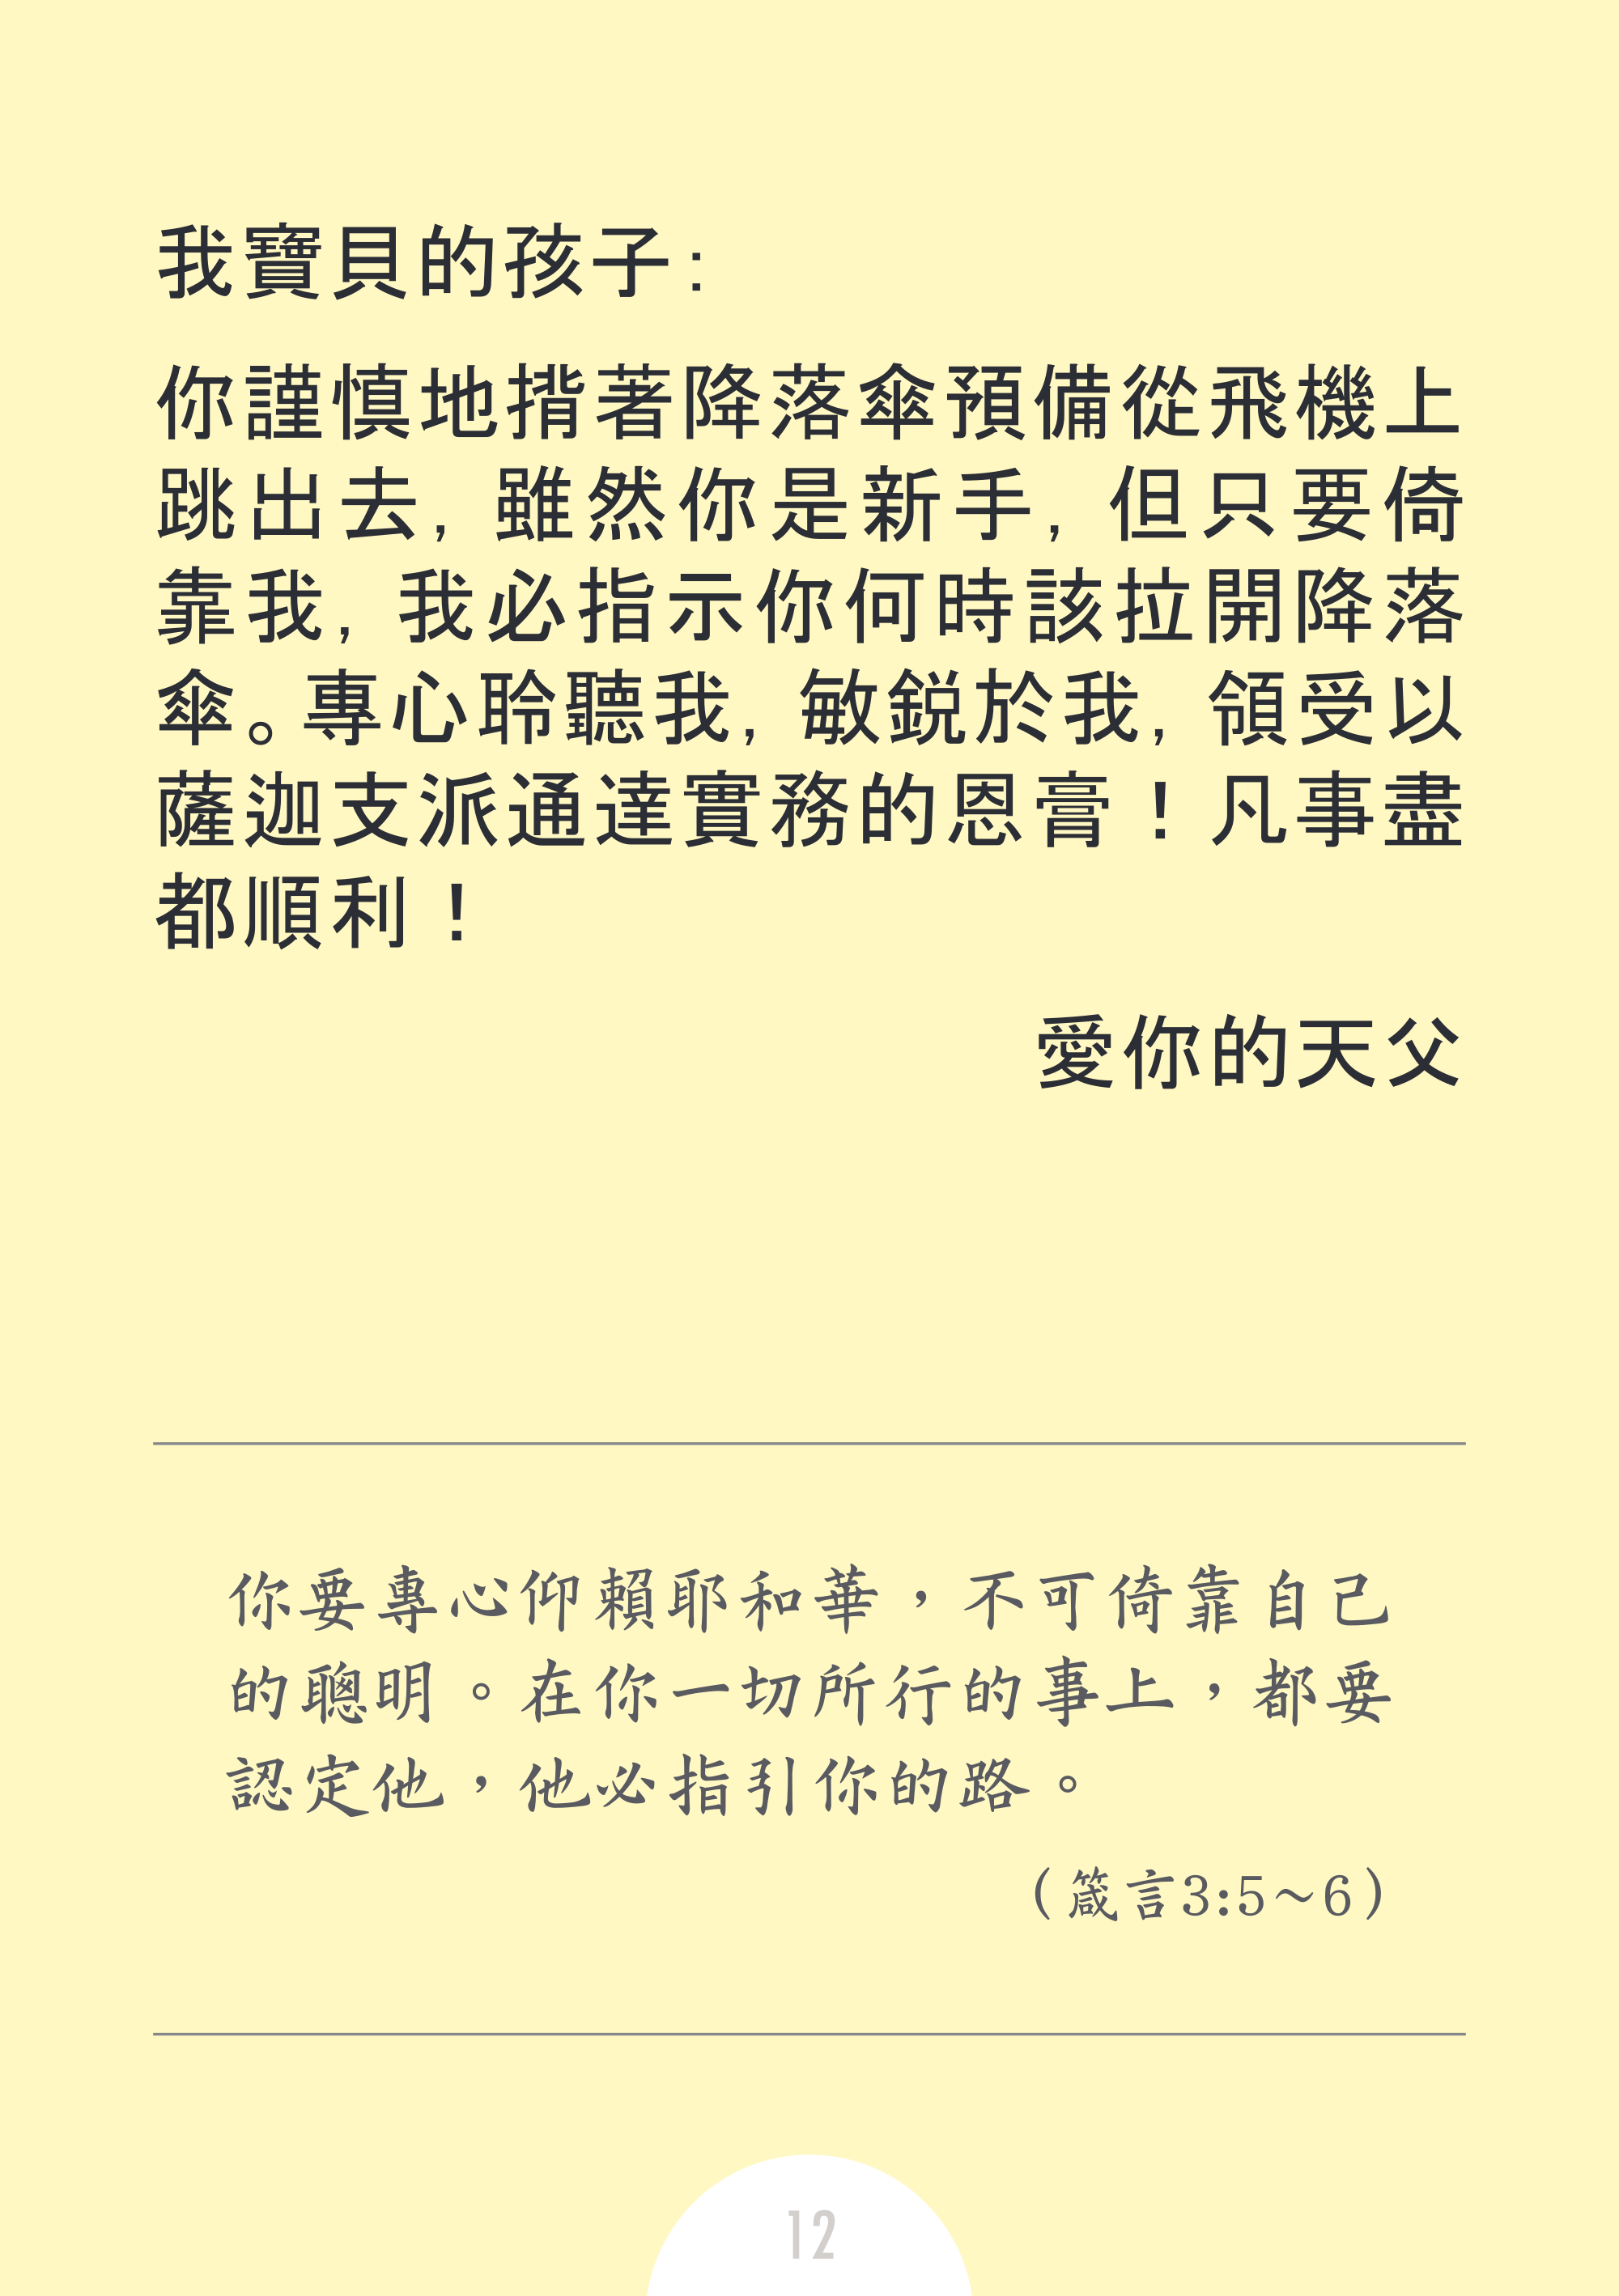 我寶貝的孩子：
你謹慎地揹著降落傘預備從飛機上
跳出去，雖然你是新手，但只要倚
靠我，我必指示你何時該拉開降落
傘。專心聆聽我，敏銳於我，領受以
薩迦支派通達實務的恩膏！凡事盡
都順利！
愛你的天父
你要專心仰賴耶和華，不可倚靠自己
的聰明。在你一切所行的事上，都要
認定他，他必指引你的路。
（箴言3:5～6）
12